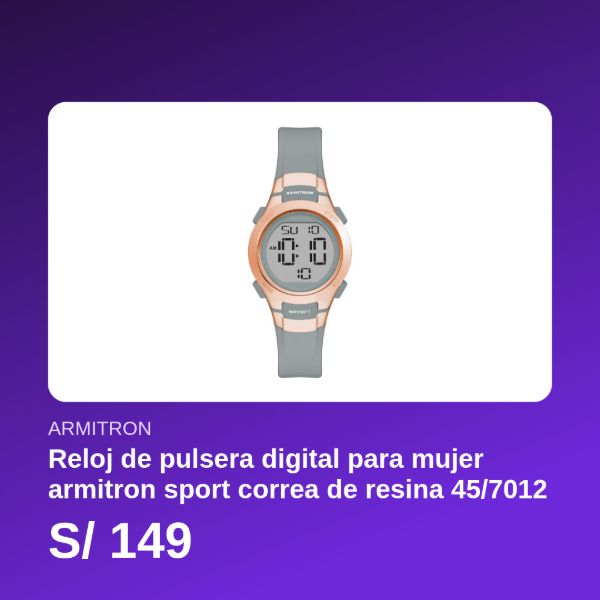 ARMITRON
SU 10
AM 10: 10
10
ARMITRON
Reloj de pulsera digital para mujer
armitron sport correa de resina 45/7012
S/ 149